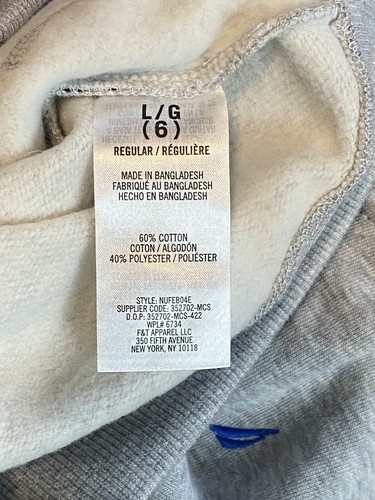 L/G
(6)
REGULAR / RÉGULIÈRE
MADE IN BANGLADESH
FABRIQUÉ AU BANGLADESH
HECHO EN BANGLADESH
60% COTTON
COTON / ALGODÓN
40% POLYESTER / POLIÉSTER
STYLE: NUFEB04E
SUPPLIER CODE: 352702-MCS
D.O.P: 352702-MCS-422
WPL# 6734
F&T APPAREL LLC
350 FIFTH AVENUE
NEW YORK, NY 10118